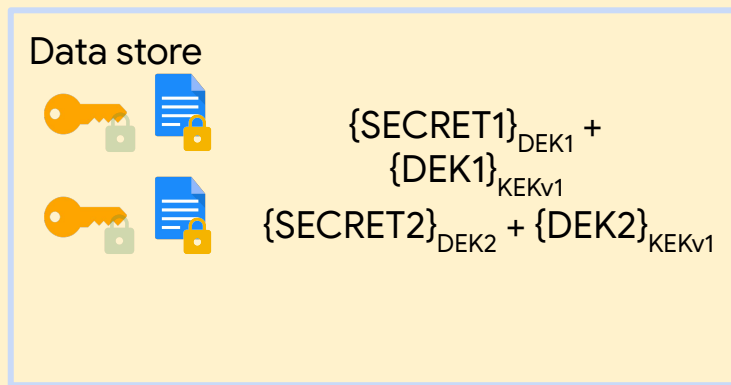 Data store
{SECRET1}DEK1 +
{DEK1}KEKv1
{SECRET2}DEK2 + {DEK2}KEKv1